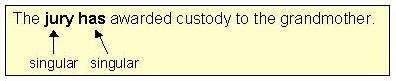 The jury has awarded custody to the grandmother.
singular singular